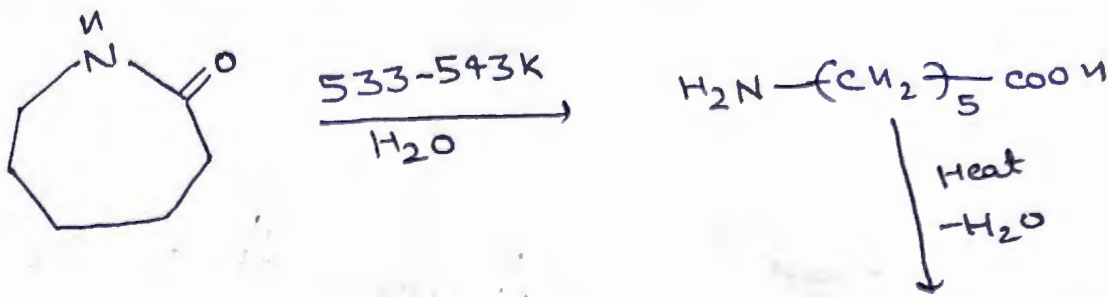 H
N
O
533-543K
H2O
H2N-(CH2)5-COOH
Heat
-H2O